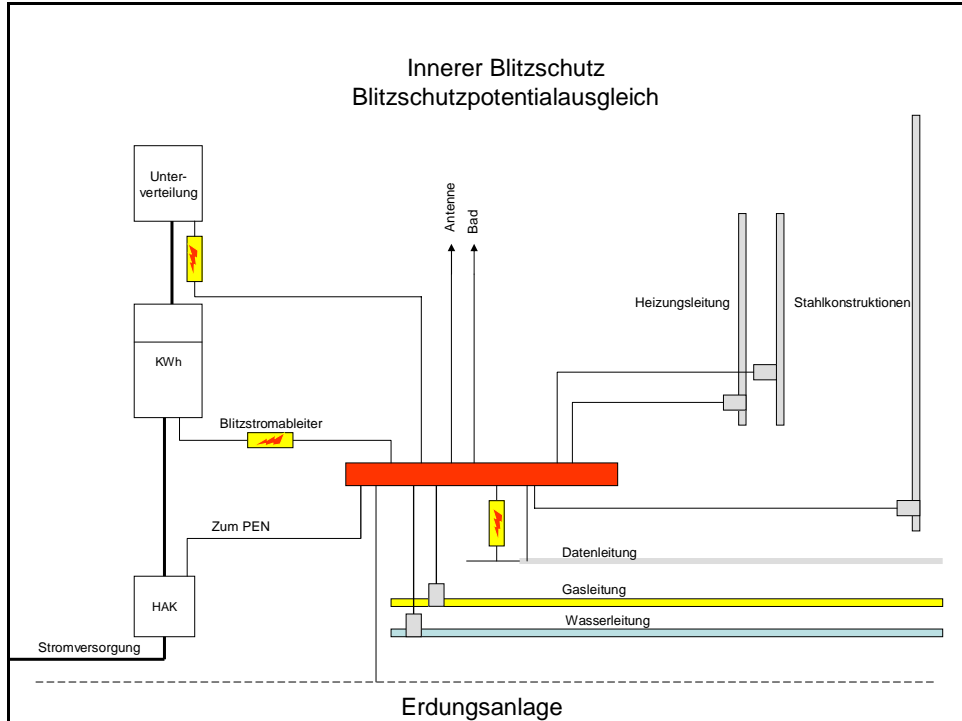 Innerer Blitzschutz
Blitzschutzpotentialausgleich
Unter-
verteilung
Antenne
Bad
Heizungsleitung
Stahlkonstruktionen
KWh
Blitzstromableiter
Zum PEN
Datenleitung
HAK
Gasleitung
Wasserleitung
Stromversorgung
Erdungsanlage